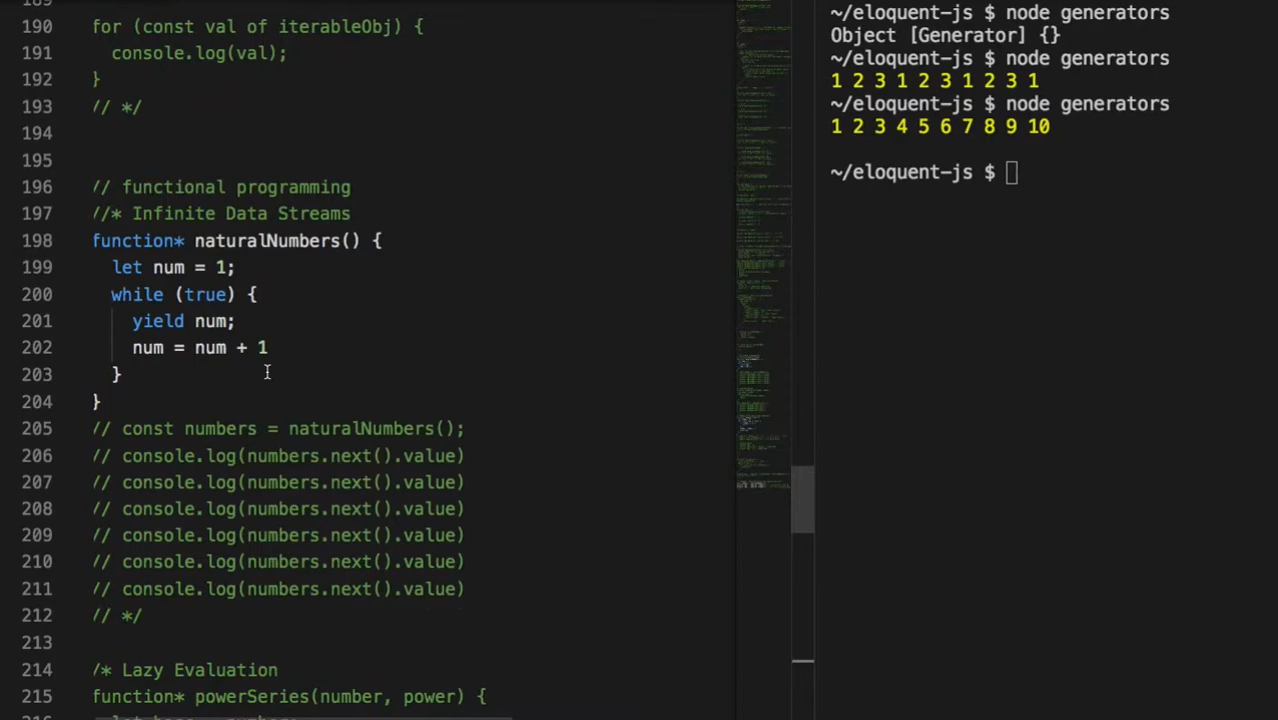 189
190 for (const val of iterableObj) {
191 console.log(val);
192 }
193 // */
194
195
196 // functional programming
197 //* Infinite Data Streams
198 function* naturalNumbers() {
199 let num = 1;
200 while (true) {
201 yield num;
202 num = num + 1
203 }
204 }
205 // const numbers = naturalNumbers();
206 // console.log(numbers.next().value)
207 // console.log(numbers.next().value)
208 // console.log(numbers.next().value)
209 // console.log(numbers.next().value)
210 // console.log(numbers.next().value)
211 // console.log(numbers.next().value)
212 // */
213
214 /* Lazy Evaluation
215 function* powerSeries(number, power) {
~/eloquent-js $ node generators
Object [Generator] {}
~/eloquent-js $ node generators
1 2 3 1 2 3 1 2 3 1
~/eloquent-js $ node generators
1 2 3 4 5 6 7 8 9 10
~/eloquent-js $